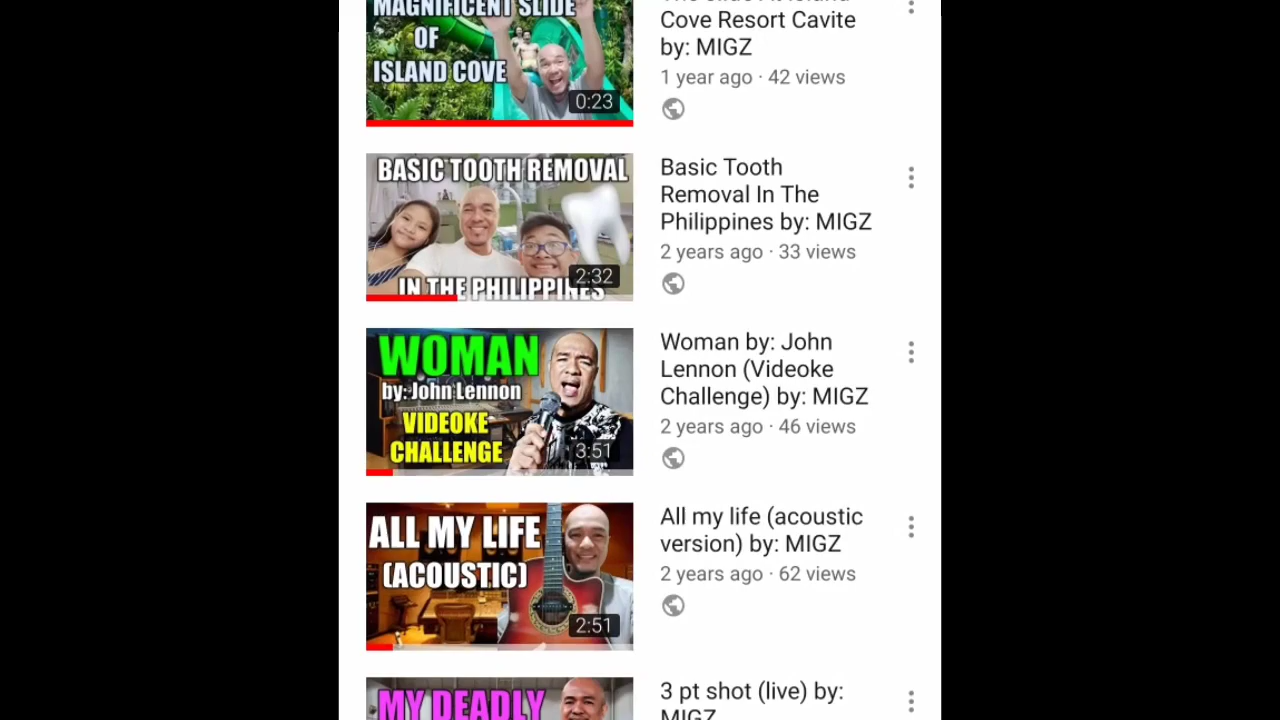 MAGNIFICENT SLIDE
OF
ISLAND COVE
0:23
Cove Resort Cavite
by: MIGZ
1 year ago · 42 views
BASIC TOOTH REMOVAL
IN THE PHILIPPINES
2:32
Basic Tooth
Removal In The
Philippines by: MIGZ
2 years ago · 33 views
WOMAN
by: John Lennon
VIDEOKE
CHALLENGE
3:51
Woman by: John
Lennon (Videoke
Challenge) by: MIGZ
2 years ago · 46 views
ALL MY LIFE
(ACOUSTIC)
2:51
All my life (acoustic
version) by: MIGZ
2 years ago · 62 views
MY DEADLY
3 pt shot (live) by:
MIGZ